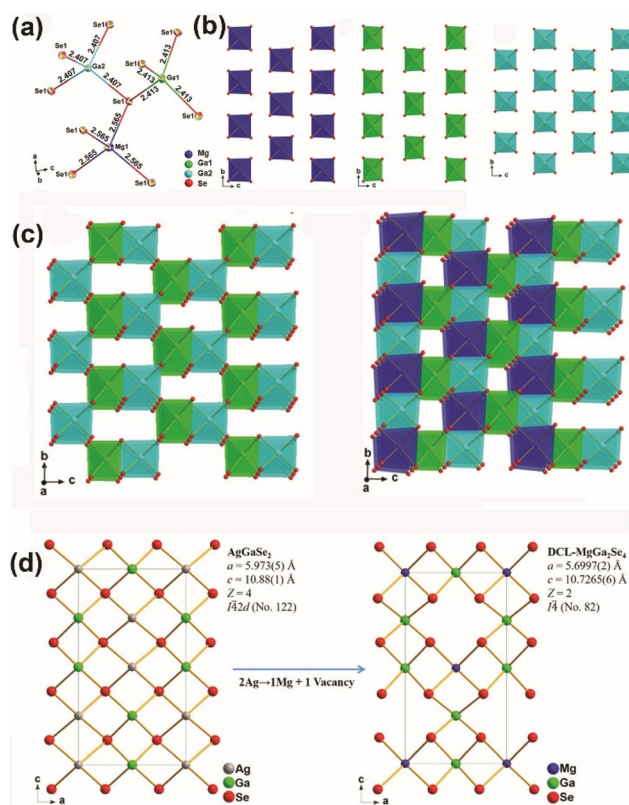 (a)
Se1
Se1
Se1
2.407
2.407
2.407
2.407
Ga2
Se1
Se1
2.413
2.413
2.413
2.413
Ga1
Se1
Se1
Se1
2.565
2.565
2.565
2.565
Mg1
Se1
Se1
a
c
b
Mg
Ga1
Ga2
Se
(b)
b
c
b
c
b
c
(c)
b
a
c
b
a
c
(d)
AgGaSe₂
a = 5.973(5) Å
c = 10.88(1) Å
Z = 4
I4̅2d (No. 122)
2Ag→1Mg + 1 Vacancy
DCL-MgGa₂Se₄
a = 5.6997(2) Å
c = 10.7265(6) Å
Z = 2
I4̅ (No. 82)
c
a
Ag
Ga
Se
c
a
Mg
Ga
Se